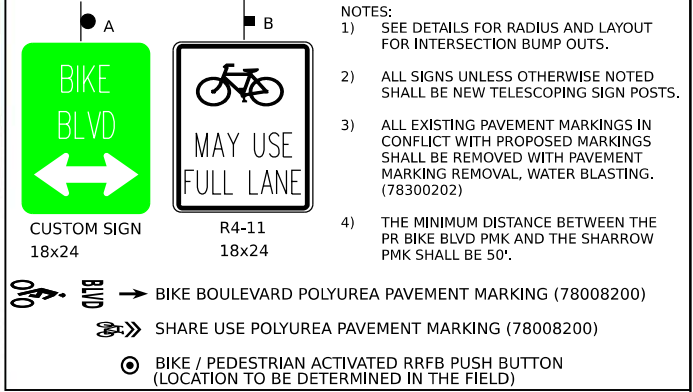 A
B
BIKE
BLVD
CUSTOM SIGN
18x24
MAY USE
FULL LANE
R4-11
18x24
NOTES:
1) SEE DETAILS FOR RADIUS AND LAYOUT
FOR INTERSECTION BUMP OUTS.
2) ALL SIGNS UNLESS OTHERWISE NOTED
SHALL BE NEW TELESCOPING SIGN POSTS.
3) ALL EXISTING PAVEMENT MARKINGS IN
CONFLICT WITH PROPOSED MARKINGS
SHALL BE REMOVED WITH PAVEMENT
MARKING REMOVAL, WATER BLASTING.
(78300202)
4) THE MINIMUM DISTANCE BETWEEN THE
PR BIKE BLVD PMK AND THE SHARROW
PMK SHALL BE 50'.
BLVD BIKE BOULEVARD POLYUREA PAVEMENT MARKING (78008200)
SHARE USE POLYUREA PAVEMENT MARKING (78008200)
BIKE / PEDESTRIAN ACTIVATED RRFB PUSH BUTTON
(LOCATION TO BE DETERMINED IN THE FIELD)